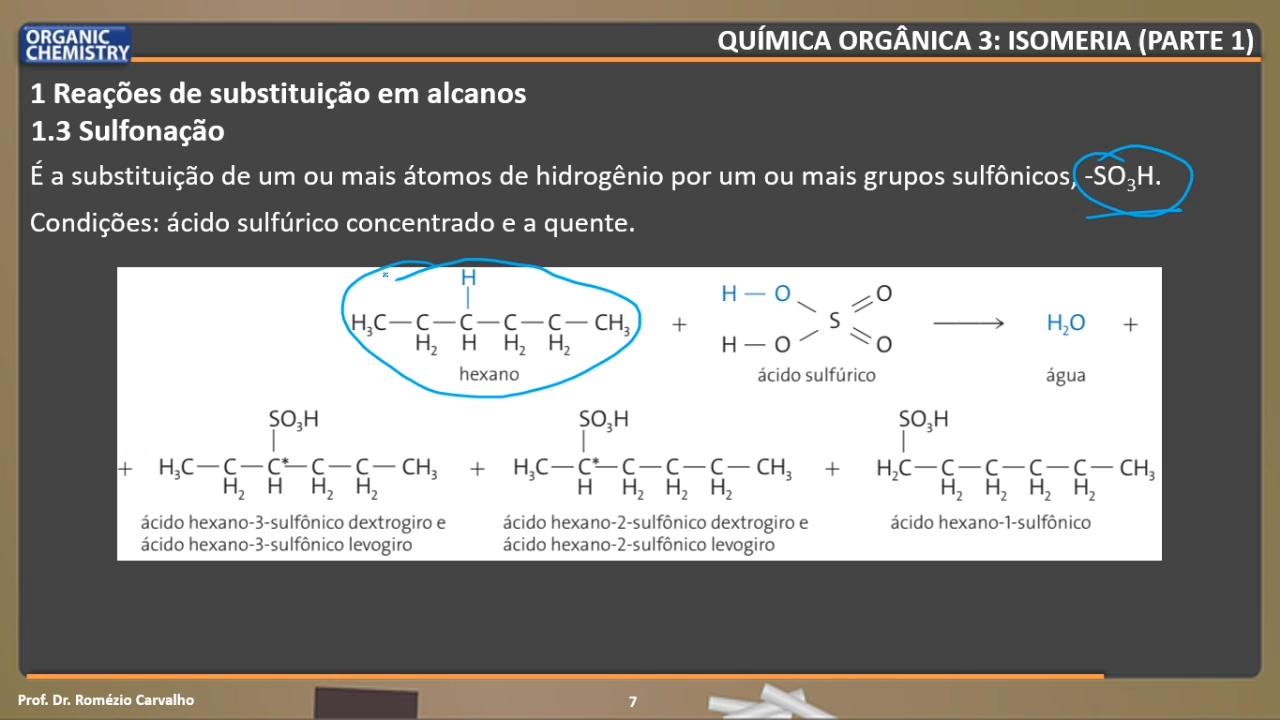 ORGANIC
CHEMISTRY
QUÍMICA ORGÂNICA 3: ISOMERIA (PARTE 1)
1 Reações de substituição em alcanos
1.3 Sulfonação
É a substituição de um ou mais átomos de hidrogênio por um ou mais grupos sulfônicos, -SO₃H.
Condições: ácido sulfúrico concentrado e a quente.
H
H₃C — C — C — C — C — CH₃
H₂ H H₂ H₂
hexano
+
H — O O
S
H — O O
ácido sulfúrico
H₂O +
água
SO₃H
+ H₃C — C — C* — C — C — CH₃
H₂ H H₂ H₂
ácido hexano-3-sulfônico dextrogiro e
ácido hexano-3-sulfônico levogiro
SO₃H
+ H₃C — C* — C — C — C — CH₃
H H₂ H₂ H₂
ácido hexano-2-sulfônico dextrogiro e
ácido hexano-2-sulfônico levogiro
SO₃H
+ H₂C — C — C — C — C — CH₃
H₂ H₂ H₂ H₂
ácido hexano-1-sulfônico
Prof. Dr. Romézio Carvalho
7